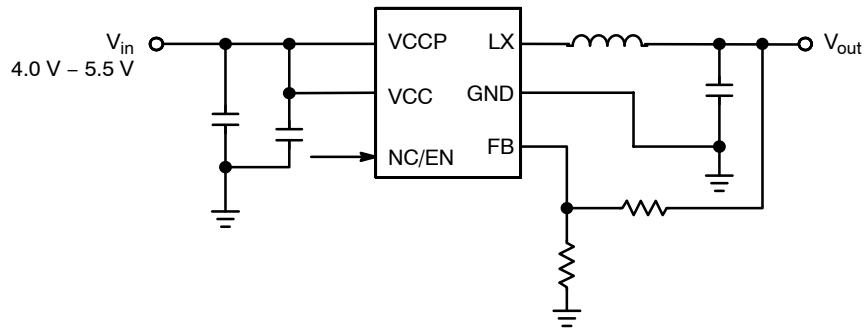 V_in
4.0 V – 5.5 V
VCCP
LX
V_out
VCC
GND
NC/EN
FB